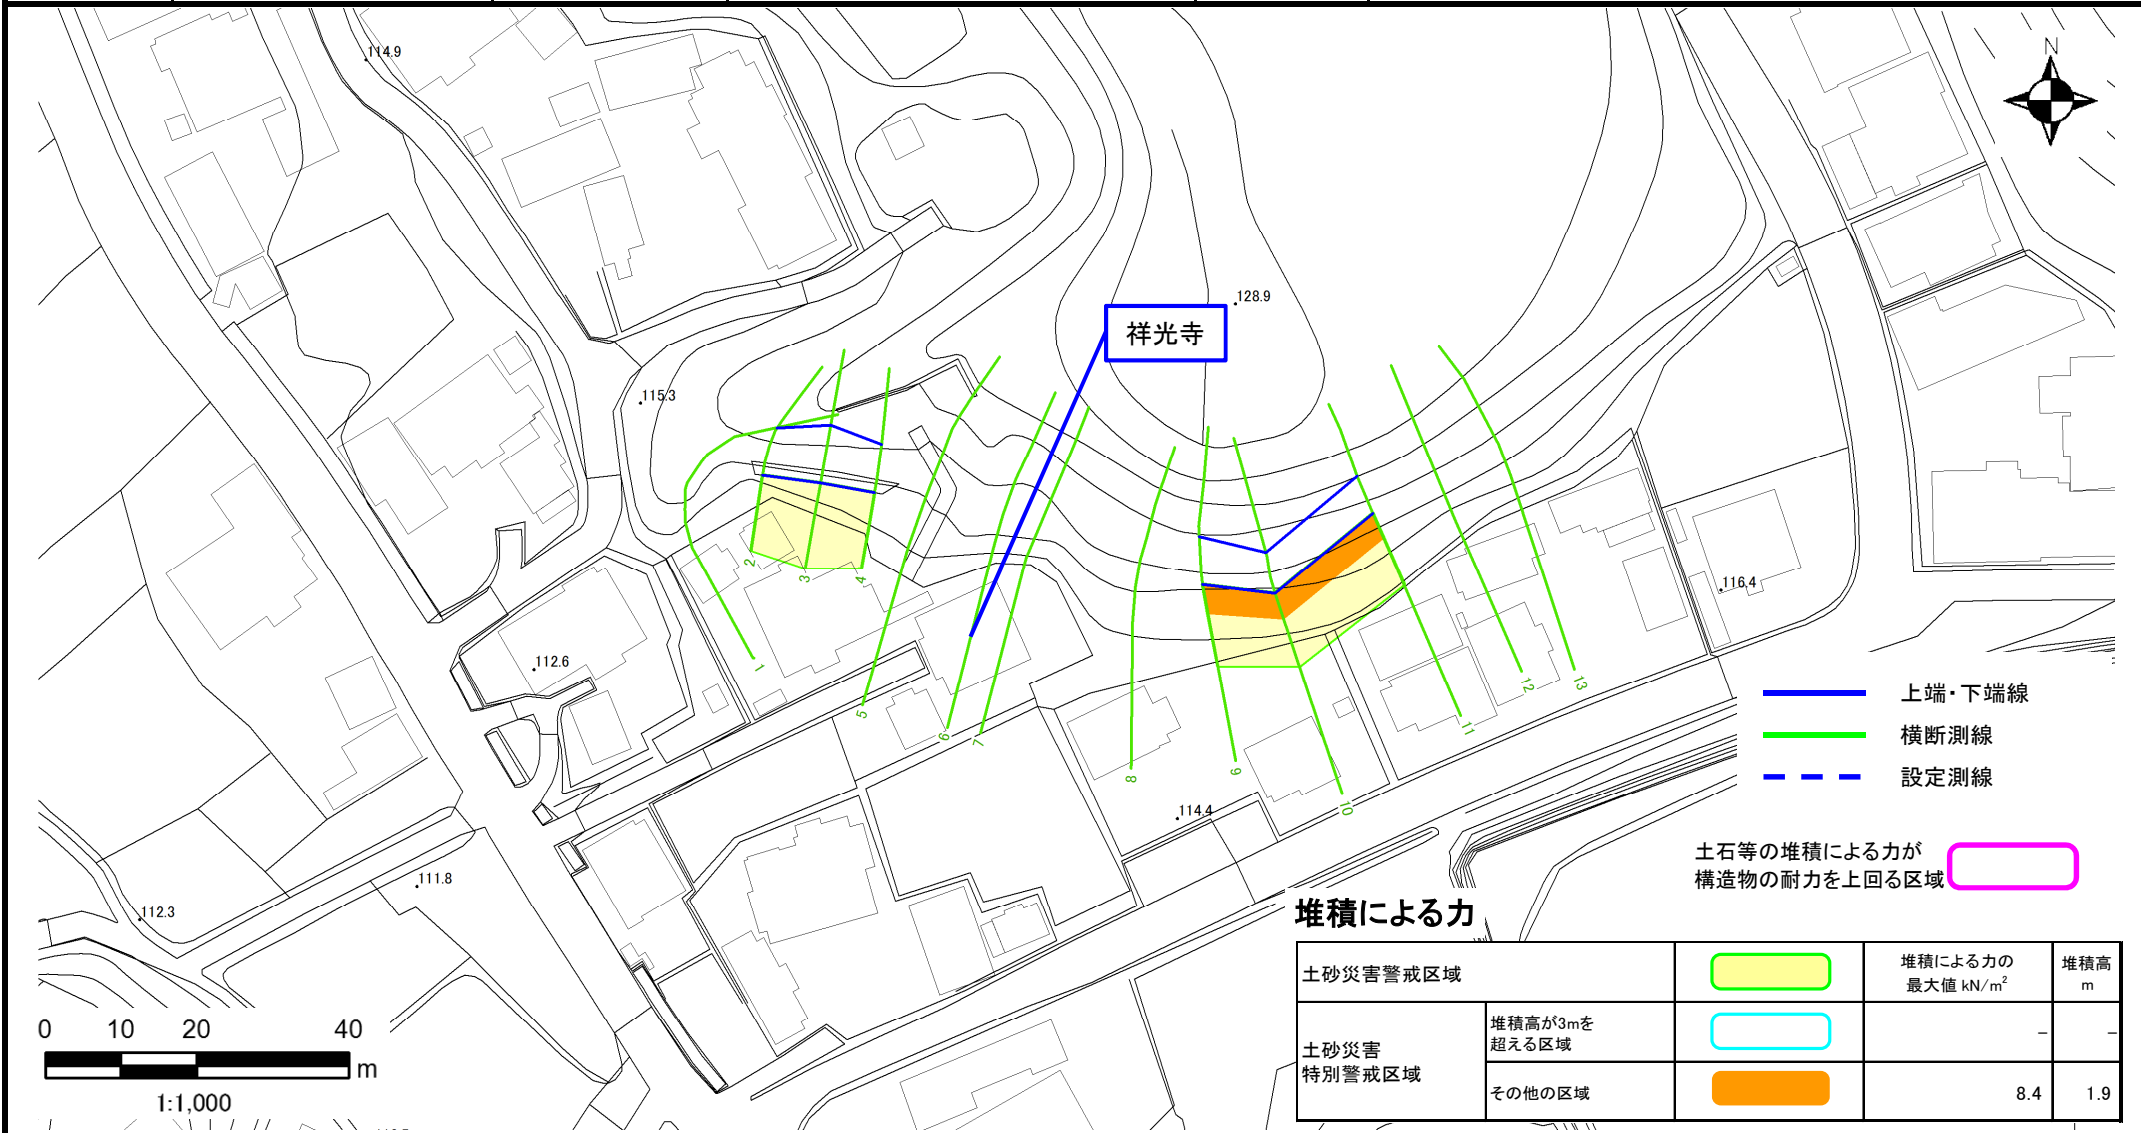 114.9
N
128.9
祥光寺
115.3
116.4
112.6
114.4
111.8
112.3
1
2
3
4
5
6
7
8
9
10
11
12
13
上端・下端線
横断測線
設定測線
土石等の堆積による力が
構造物の耐力を上回る区域
堆積による力
土砂災害警戒区域
堆積による力の
最大値 kN/m²
堆積高
m
土砂災害
特別警戒区域
堆積高が3mを
超える区域
–
–
その他の区域
8.4
1.9
0 10 20 40
m
1:1,000